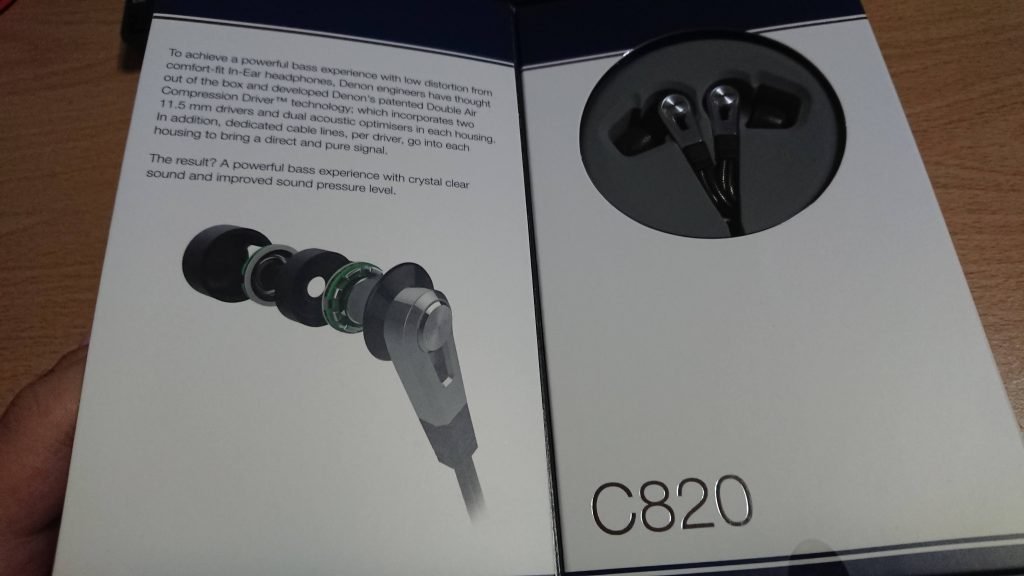 To achieve a powerful bass experience with low distortion from
comfort-fit In-Ear headphones, Denon engineers have thought
out of the box and developed Denon's patented Double Air
Compression Driver™ technology; which incorporates two
11.5 mm drivers and dual acoustic optimisers in each housing.
In addition, dedicated cable lines, per driver, go into each
housing to bring a direct and pure signal.
The result? A powerful bass experience with crystal clear
sound and improved sound pressure level.
C820